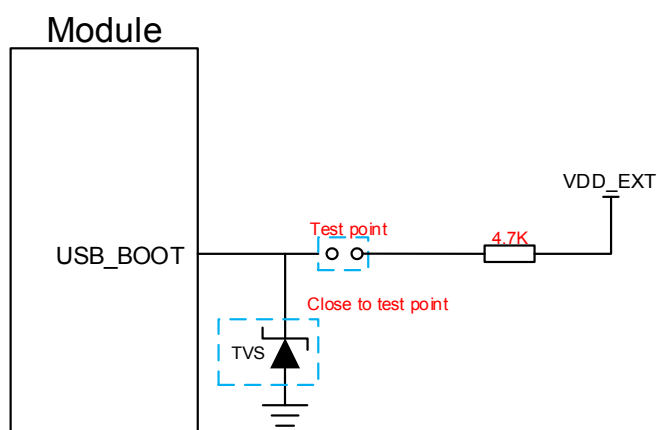 Module
VDD_EXT
Test point
4.7K
USB_BOOT
Close to test point
TVS